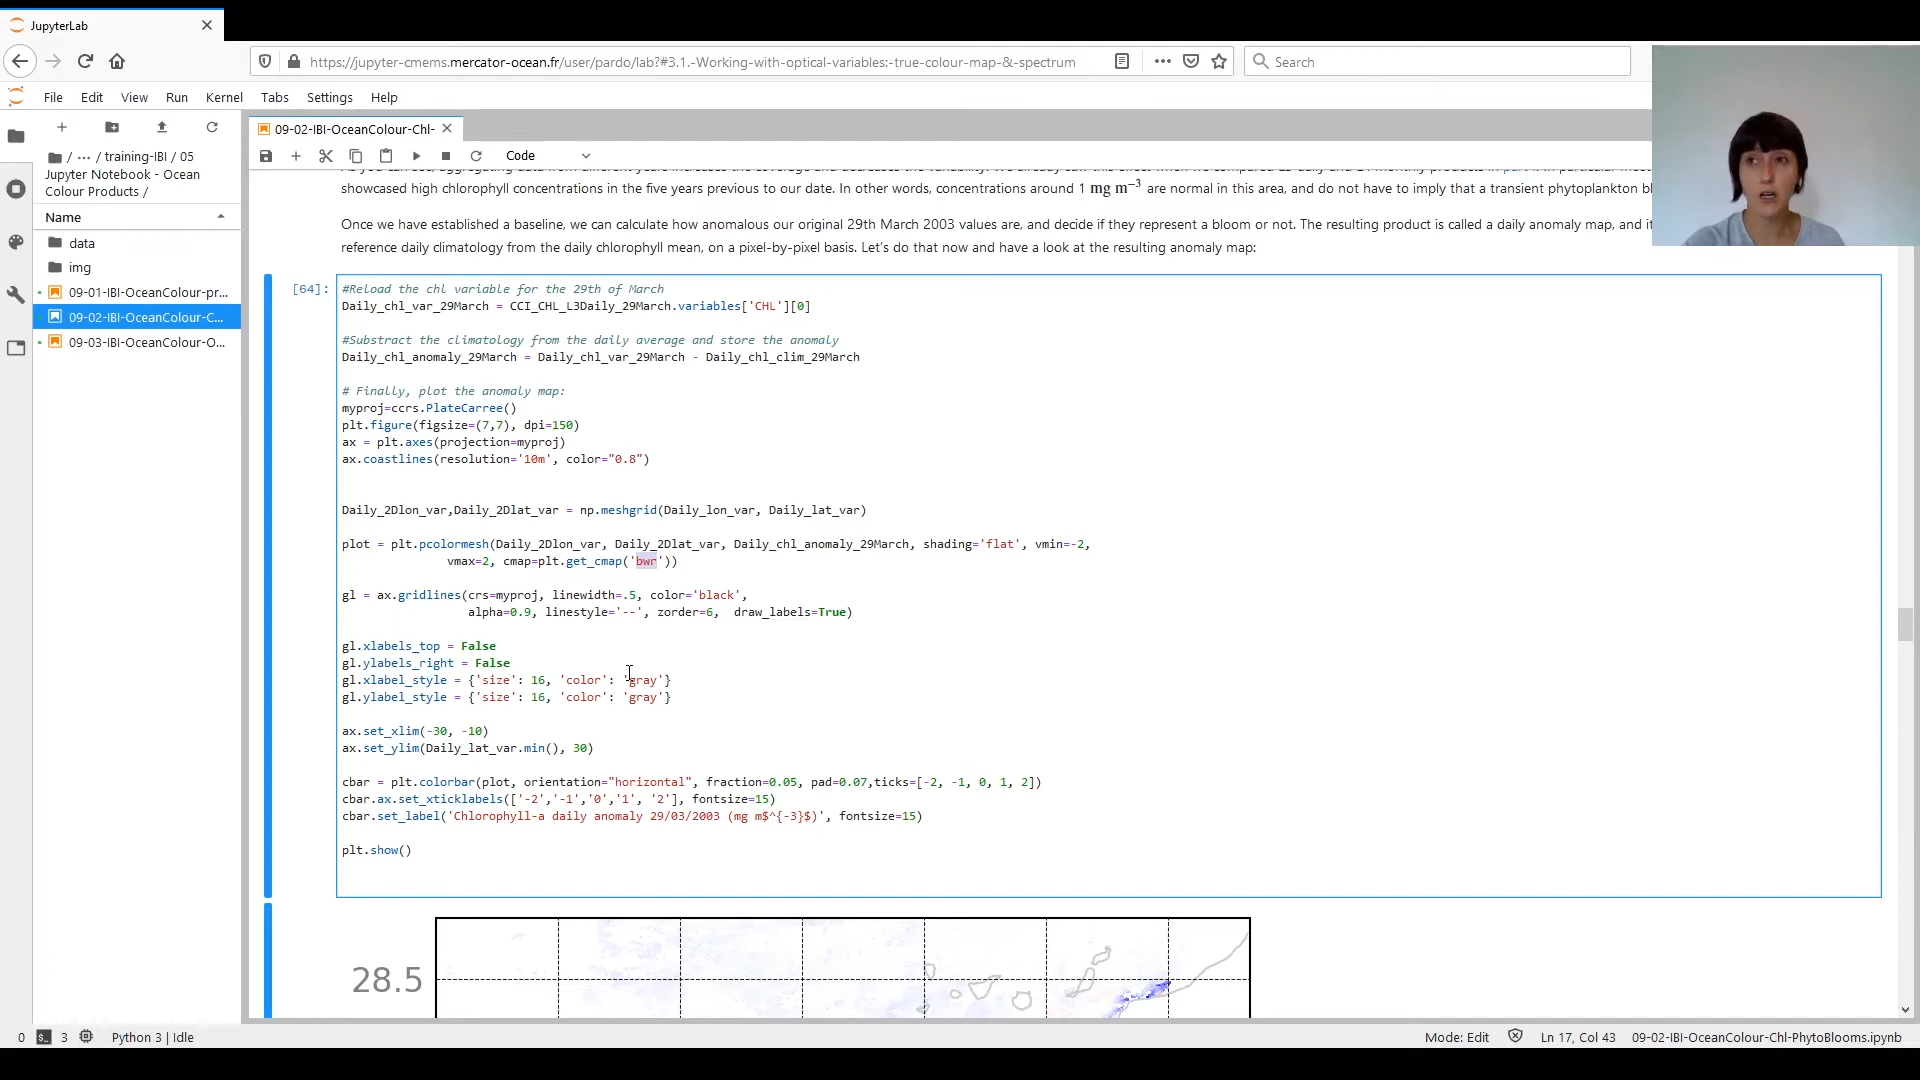 JupyterLab
https://jupyter-cmems.mercator-ocean.fr/user/pardo/lab?#3.1.-Working-with-optical-variables:-true-colour-map-&-spectrum
Search
File Edit View Run Kernel Tabs Settings Help
/ ··· / training-IBI / 05
Jupyter Notebook - Ocean
Colour Products /
Name
data
img
09-01-IBI-OceanColour-pr...
09-02-IBI-OceanColour-C...
09-03-IBI-OceanColour-O...
09-02-IBI-OceanColour-Chl-
Code
showcased high chlorophyll concentrations in the five years previous to our date. In other words, concentrations around 1 mg m−3 are normal in this area, and do not have to imply that a transient phytoplankton bl
Once we have established a baseline, we can calculate how anomalous our original 29th March 2003 values are, and decide if they represent a bloom or not. The resulting product is called a daily anomaly map, and it
reference daily climatology from the daily chlorophyll mean, on a pixel-by-pixel basis. Let's do that now and have a look at the resulting anomaly map:
[64]:
#Reload the chl variable for the 29th of March
Daily_chl_var_29March = CCI_CHL_L3Daily_29March.variables['CHL'][0]
#Substract the climatology from the daily average and store the anomaly
Daily_chl_anomaly_29March = Daily_chl_var_29March - Daily_chl_clim_29March
# Finally, plot the anomaly map:
myproj=ccrs.PlateCarree()
plt.figure(figsize=(7,7), dpi=150)
ax = plt.axes(projection=myproj)
ax.coastlines(resolution='10m', color="0.8")
Daily_2Dlon_var,Daily_2Dlat_var = np.meshgrid(Daily_lon_var, Daily_lat_var)
plot = plt.pcolormesh(Daily_2Dlon_var, Daily_2Dlat_var, Daily_chl_anomaly_29March, shading='flat', vmin=-2,
vmax=2, cmap=plt.get_cmap('bwr'))
gl = ax.gridlines(crs=myproj, linewidth=.5, color='black',
alpha=0.9, linestyle='--', zorder=6,  draw_labels=True)
gl.xlabels_top = False
gl.ylabels_right = False
gl.xlabel_style = {'size': 16, 'color': 'gray'}
gl.ylabel_style = {'size': 16, 'color': 'gray'}
ax.set_xlim(-30, -10)
ax.set_ylim(Daily_lat_var.min(), 30)
cbar = plt.colorbar(plot, orientation="horizontal", fraction=0.05, pad=0.07,ticks=[-2, -1, 0, 1, 2])
cbar.ax.set_xticklabels(['-2','-1','0','1', '2'], fontsize=15)
cbar.set_label('Chlorophyll-a daily anomaly 29/03/2003 (mg m$^{-3}$)', fontsize=15)
plt.show()
28.5
0 3 Python 3 | Idle
Mode: Edit Ln 17, Col 43 09-02-IBI-OceanColour-Chl-PhytoBlooms.ipynb